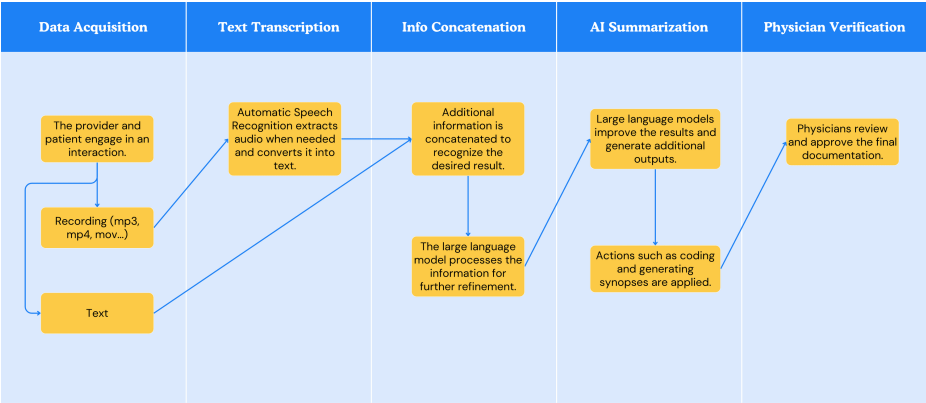 Data Acquisition
Text Transcription
Info Concatenation
AI Summarization
Physician Verification
The provider and
patient engage in an
interaction.
Recording (mp3,
mp4, mov...)
Text
Automatic Speech
Recognition extracts
audio when needed
and converts it into
text.
Additional
information is
concatenated to
recognize the
desired result.
The large language
model processes the
information for
further refinement.
Large language models
improve the results and
generate additional
outputs.
Actions such as coding
and generating
synopses are applied.
Physicians review
and approve the final
documentation.